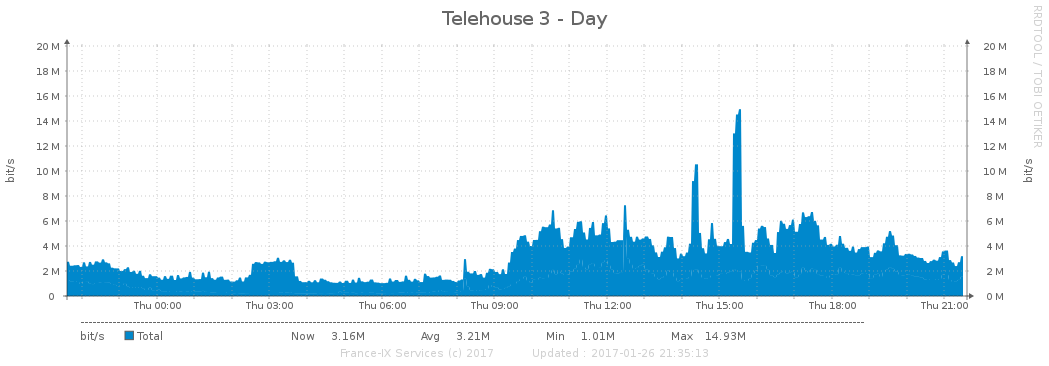 Telehouse 3 - Day
RRDTOOL / TOBI OETIKER
20 M 20 M
18 M 18 M
16 M 16 M
14 M 14 M
12 M 12 M
10 M 10 M
8 M 8 M
6 M 6 M
4 M 4 M
2 M 2 M
0 0 M
bit/s bit/s
Thu 00:00 Thu 03:00 Thu 06:00 Thu 09:00 Thu 12:00 Thu 15:00 Thu 18:00 Thu 21:00
bit/s Total Now 3.16M Avg 3.21M Min 1.01M Max 14.93M
France-IX Services (c) 2017 Updated : 2017-01-26 21:35:13